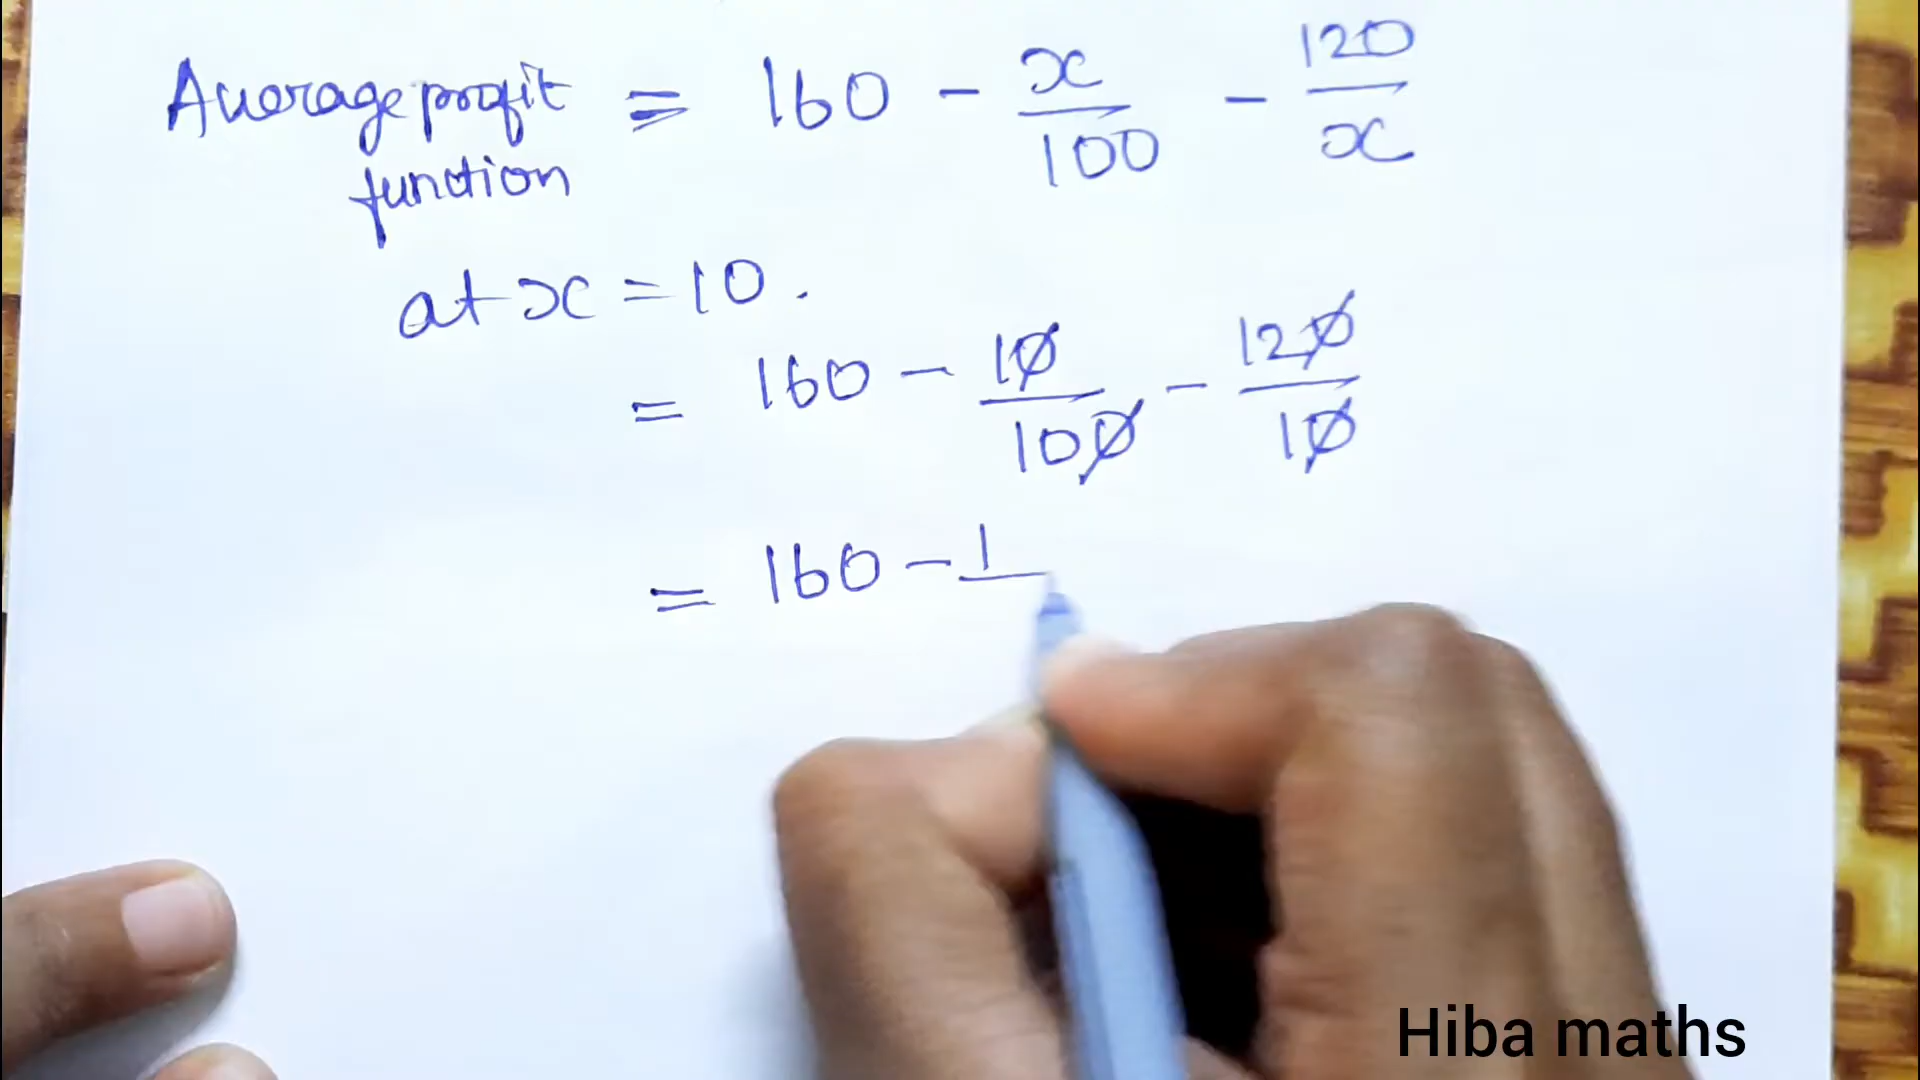 Average profit = 160 - x/100 - 120/x
function
at x = 10.
= 160 - 10/100 - 120/10
= 160 - 1
Hiba maths